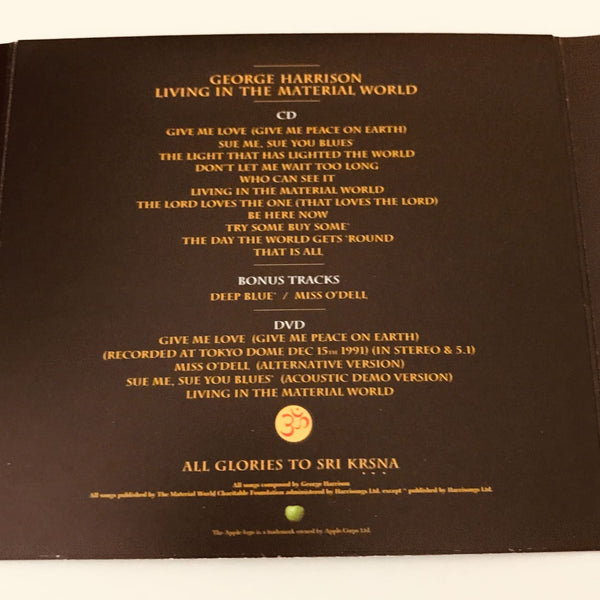 GEORGE HARRISON
LIVING IN THE MATERIAL WORLD
CD
GIVE ME LOVE (GIVE ME PEACE ON EARTH)
SUE ME, SUE YOU BLUES*
THE LIGHT THAT HAS LIGHTED THE WORLD
DON'T LET ME WAIT TOO LONG
WHO CAN SEE IT
LIVING IN THE MATERIAL WORLD
THE LORD LOVES THE ONE (THAT LOVES THE LORD)
BE HERE NOW
TRY SOME BUY SOME*
THE DAY THE WORLD GETS 'ROUND
THAT IS ALL
BONUS TRACKS
DEEP BLUE* / MISS O'DELL
DVD
GIVE ME LOVE (GIVE ME PEACE ON EARTH)
(RECORDED AT TOKYO DOME DEC 15TH 1991) (IN STEREO & 5.1)
MISS O'DELL (ALTERNATIVE VERSION)
SUE ME, SUE YOU BLUES* (ACOUSTIC DEMO VERSION)
LIVING IN THE MATERIAL WORLD
ॐ
ALL GLORIES TO SRI KṚṢṆA
All songs composed by George Harrison
All songs published by The Material World Charitable Foundation administered by Harrisongs Ltd. except * published by Harrisongs Ltd.
The Apple logo is a trademark owned by Apple Corps Ltd.